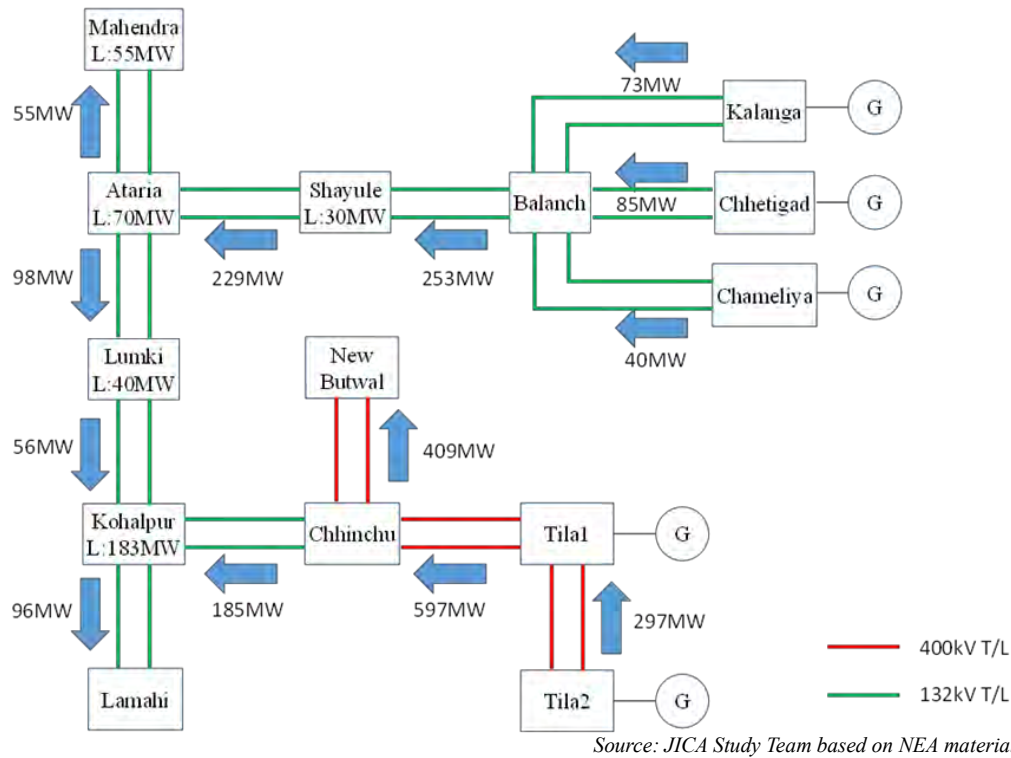 Mahendra
L:55MW
55MW
73MW
Kalanga
G
Ataria
L:70MW
Shayule
L:30MW
Balanch
85MW
Chhetigad
G
98MW
229MW
253MW
Chameliya
G
40MW
Lumki
L:40MW
New
Butwal
56MW
409MW
Kohalpur
L:183MW
Chhinchu
Tila1
G
96MW
185MW
597MW
297MW
400kV T/L
Lamahi
Tila2
G
132kV T/L
Source: JICA Study Team based on NEA materia